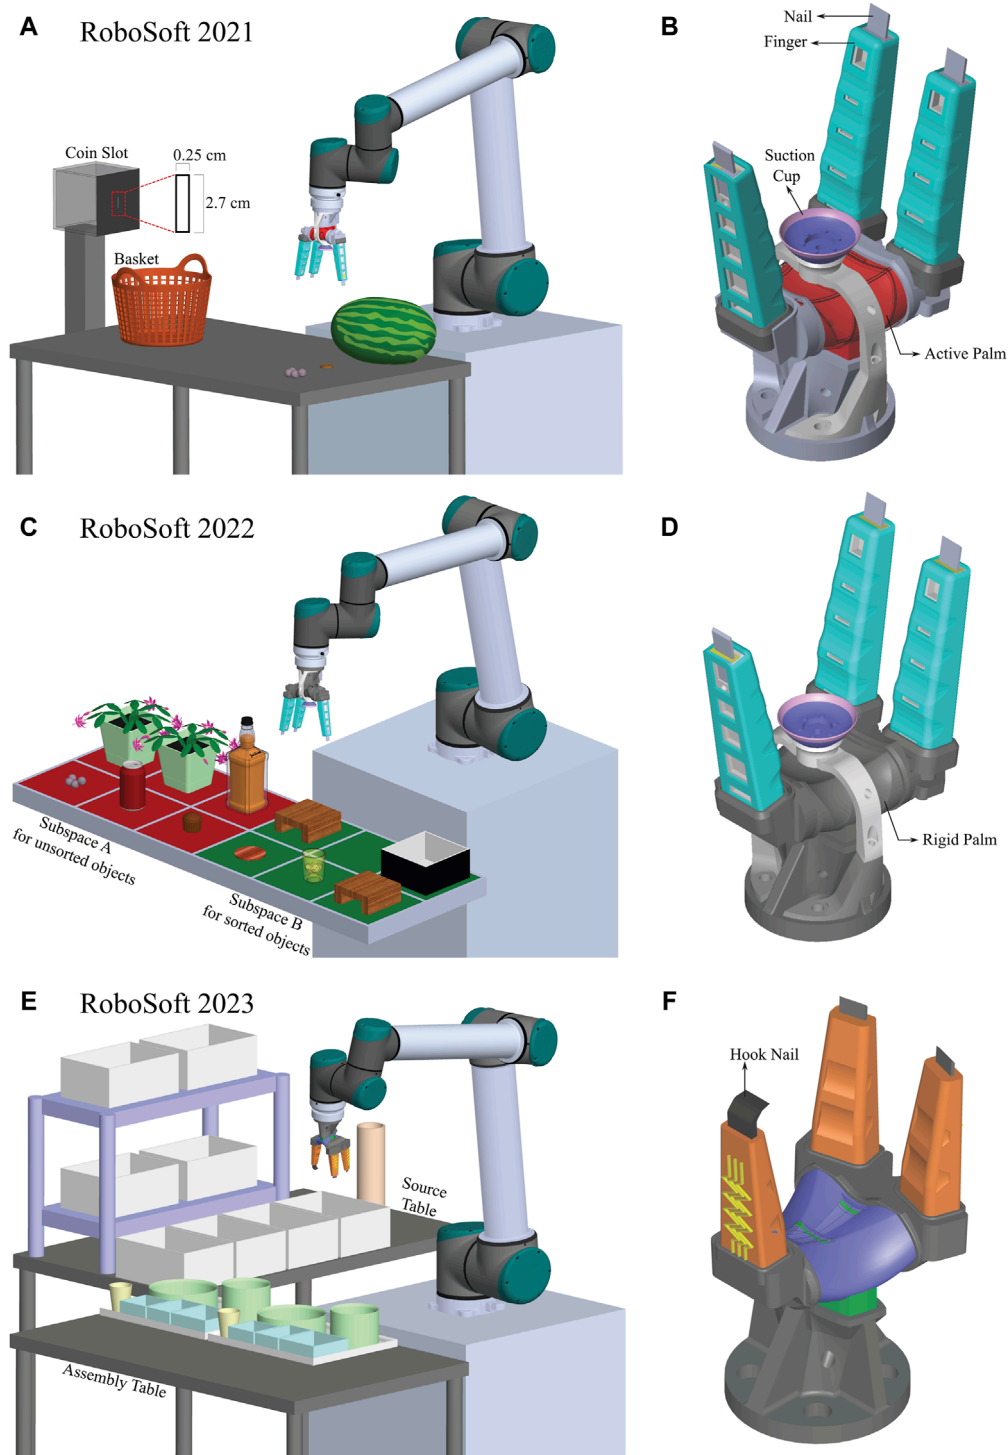 A RoboSoft 2021
Coin Slot
0.25 cm
2.7 cm
Basket
B
Nail
Finger
Suction
Cup
Active Palm
C RoboSoft 2022
Subspace A
for unsorted objects
Subspace B
for sorted objects
D
Rigid Palm
E RoboSoft 2023
Source
Table
Assembly Table
F
Hook Nail